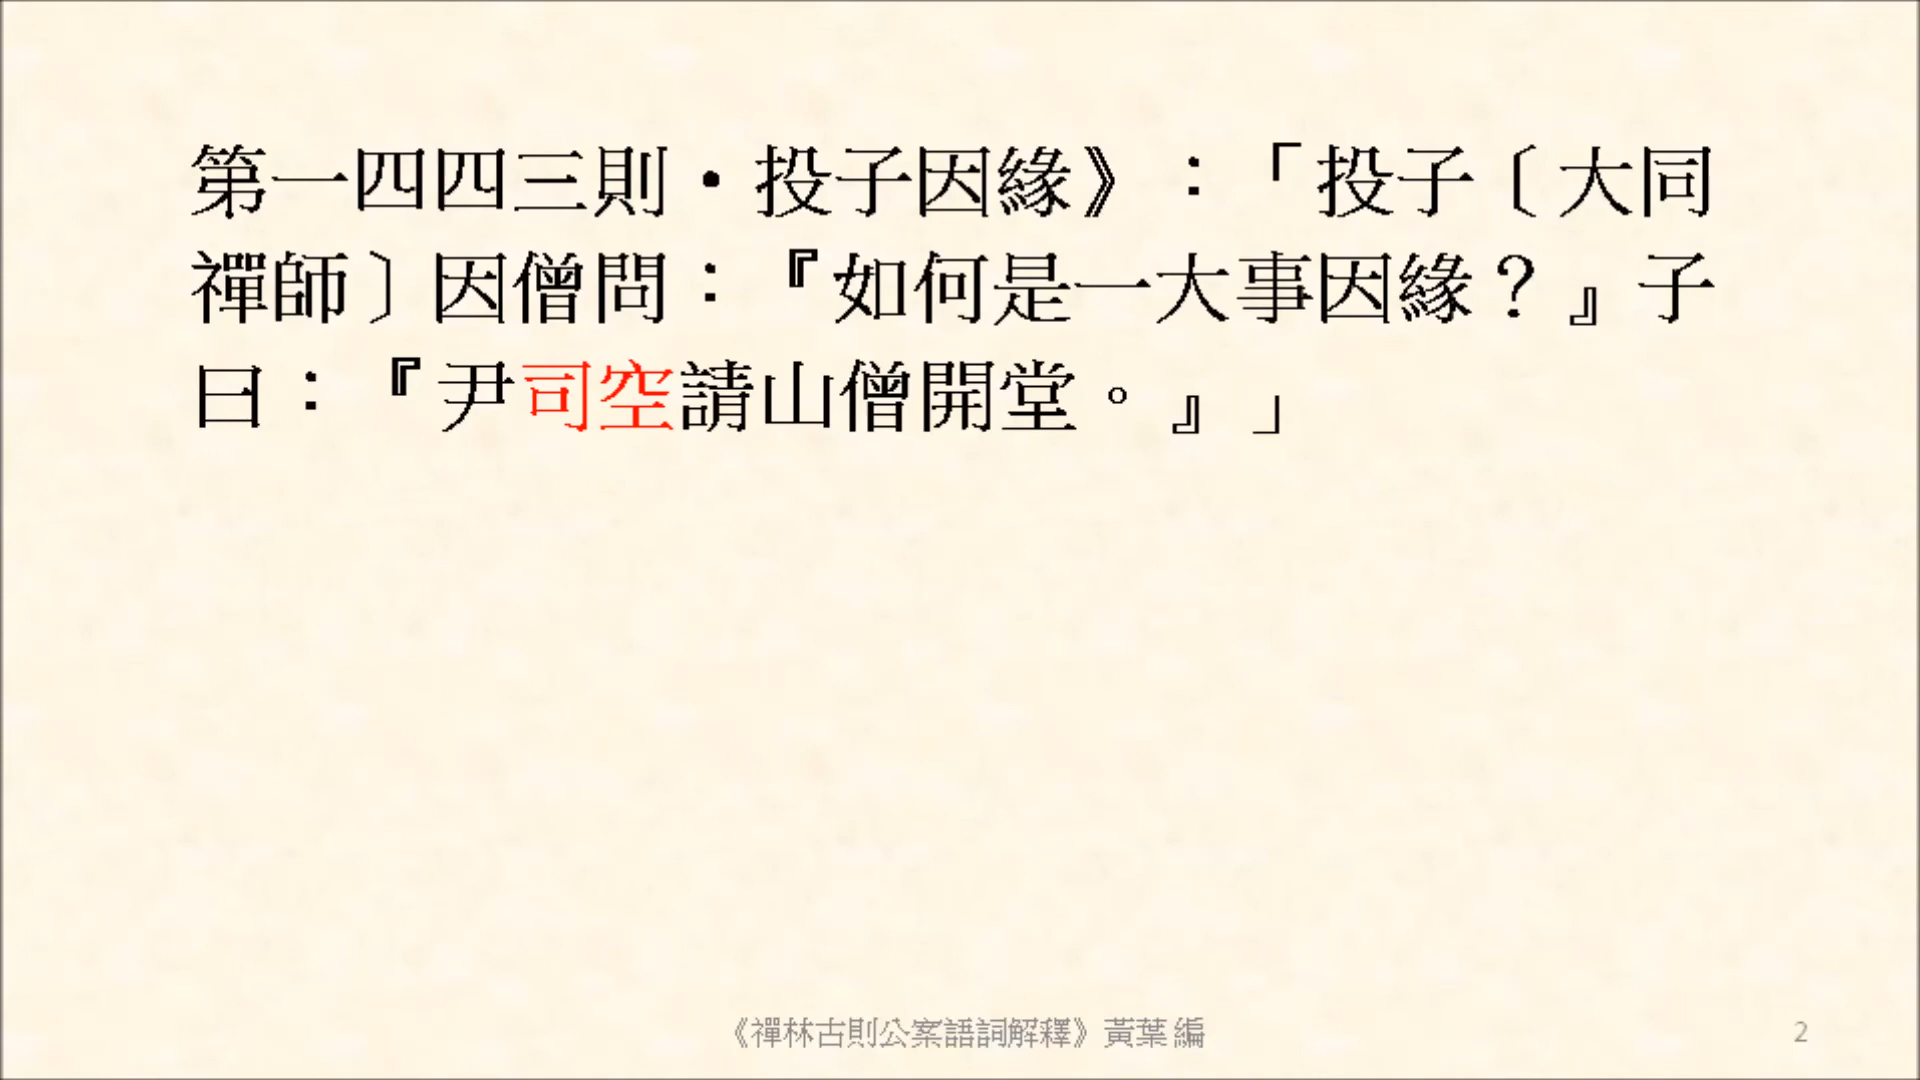 第一四四三則·投子因緣》：「投子〔大同
禪師〕因僧問：『如何是一大事因緣？』子
曰：『尹司空請山僧開堂。』」
《禪林古則公案語詞解釋》黃葉 編
2